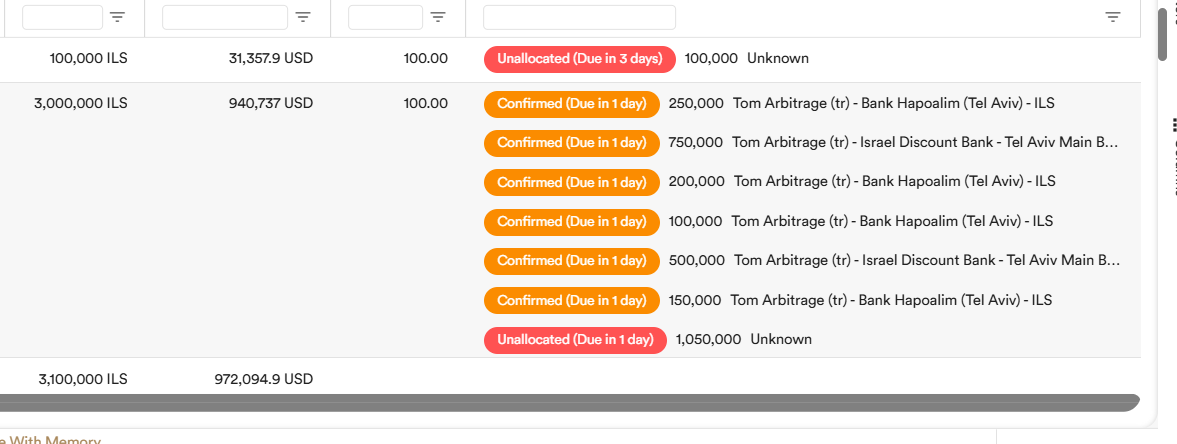 100,000 ILS 31,357.9 USD 100.00 Unallocated (Due in 3 days) 100,000 Unknown
3,000,000 ILS 940,737 USD 100.00 Confirmed (Due in 1 day) 250,000 Tom Arbitrage (tr) - Bank Hapoalim (Tel Aviv) - ILS
Confirmed (Due in 1 day) 750,000 Tom Arbitrage (tr) - Israel Discount Bank - Tel Aviv Main B...
Confirmed (Due in 1 day) 200,000 Tom Arbitrage (tr) - Bank Hapoalim (Tel Aviv) - ILS
Confirmed (Due in 1 day) 100,000 Tom Arbitrage (tr) - Bank Hapoalim (Tel Aviv) - ILS
Confirmed (Due in 1 day) 500,000 Tom Arbitrage (tr) - Israel Discount Bank - Tel Aviv Main B...
Confirmed (Due in 1 day) 150,000 Tom Arbitrage (tr) - Bank Hapoalim (Tel Aviv) - ILS
Unallocated (Due in 1 day) 1,050,000 Unknown
3,100,000 ILS 972,094.9 USD
e With Memory